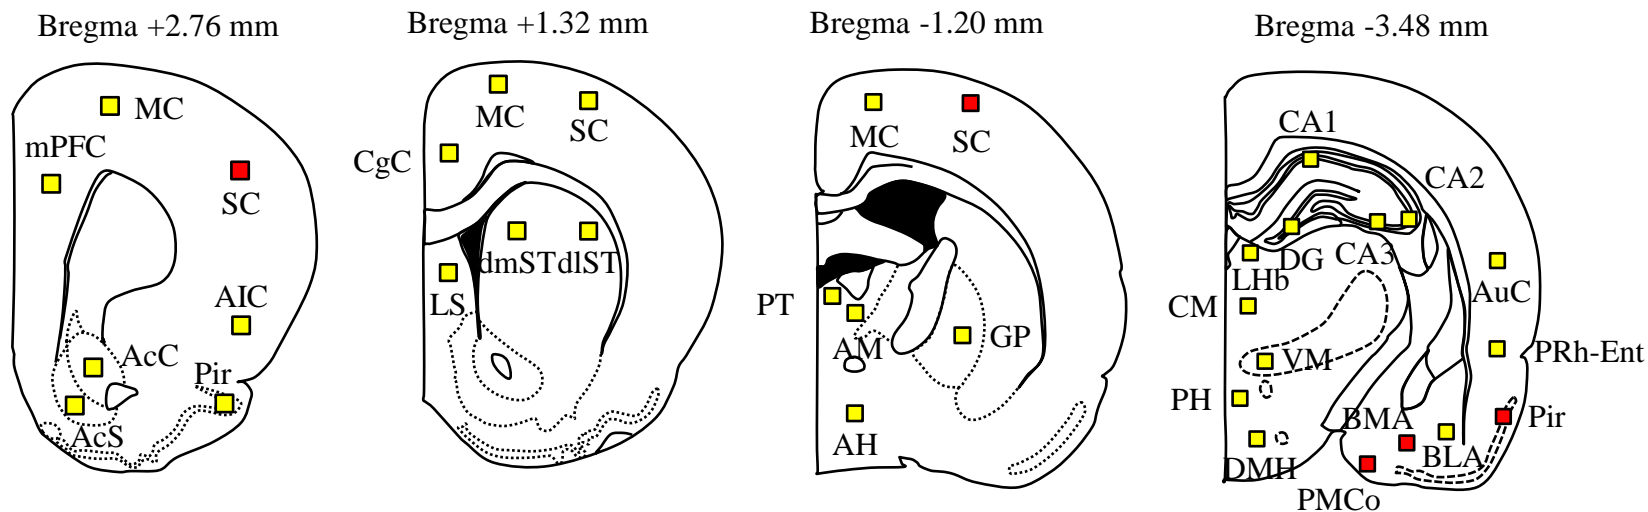 Bregma +2.76 mm
MC
mPFC
SC
AIC
AcC
Pir
AcS
Bregma +1.32 mm
MC
SC
CgC
dmST
dlST
LS
Bregma -1.20 mm
MC
SC
PT
AM
GP
AH
Bregma -3.48 mm
CA1
CA2
DG
CA3
LHb
AuC
CM
VM
PRh-Ent
PH
BMA
Pir
BLA
DMH
PMCo